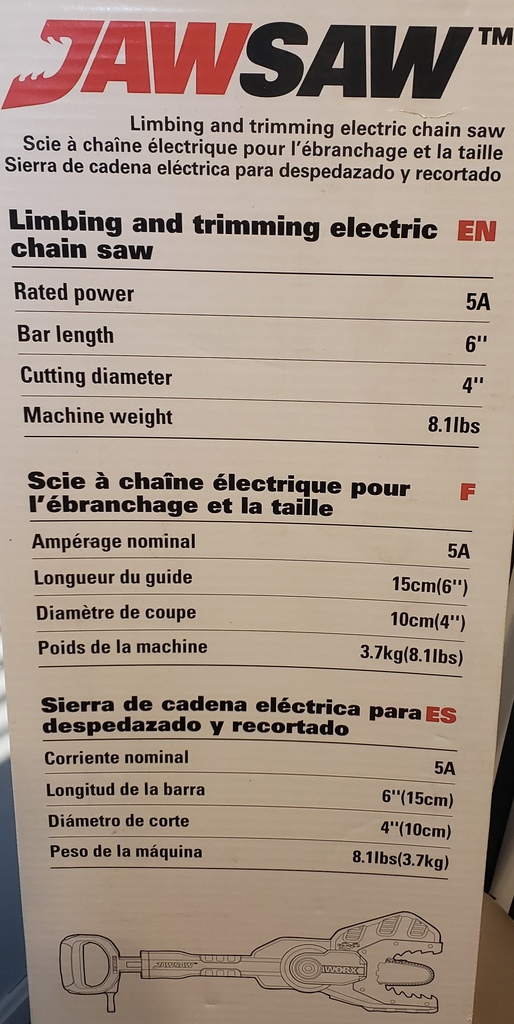 JAWSAW™
Limbing and trimming electric chain saw
Scie à chaîne électrique pour l'ébranchage et la taille
Sierra de cadena eléctrica para despedazado y recortado
Limbing and trimming electric EN
chain saw
Rated power 5A
Bar length 6''
Cutting diameter 4''
Machine weight 8.1lbs
Scie à chaîne électrique pour F
l'ébranchage et la taille
Ampérage nominal 5A
Longueur du guide 15cm(6'')
Diamètre de coupe 10cm(4'')
Poids de la machine 3.7kg(8.1lbs)
Sierra de cadena eléctrica para ES
despedazado y recortado
Corriente nominal 5A
Longitud de la barra 6''(15cm)
Diámetro de corte 4''(10cm)
Peso de la máquina 8.1lbs(3.7kg)
JAWSAW WORX